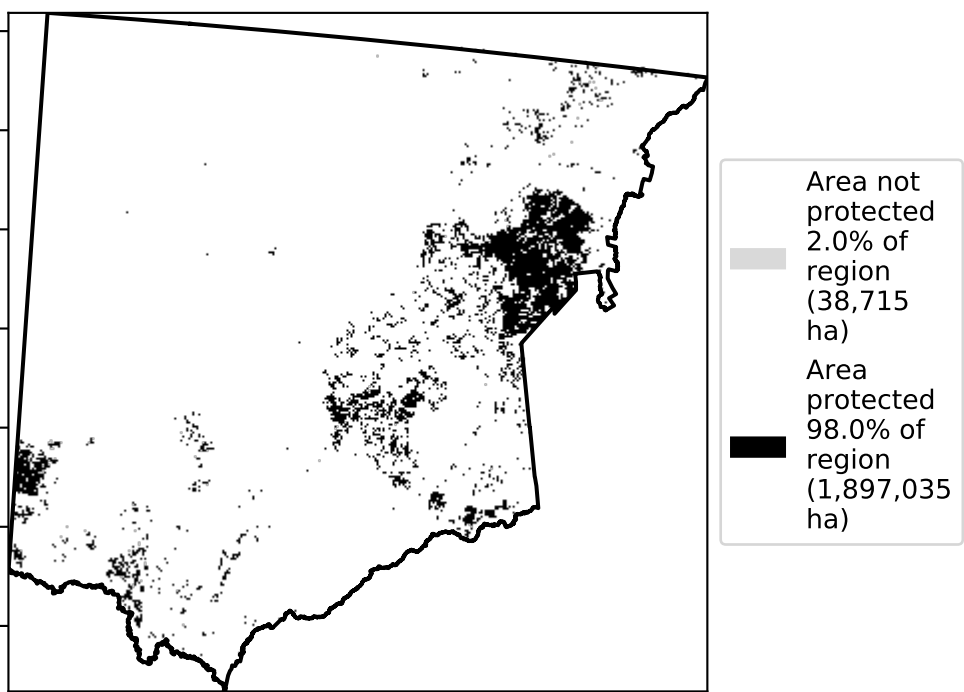 Area not
protected
2.0% of
region
(38,715
ha)
Area
protected
98.0% of
region
(1,897,035
ha)